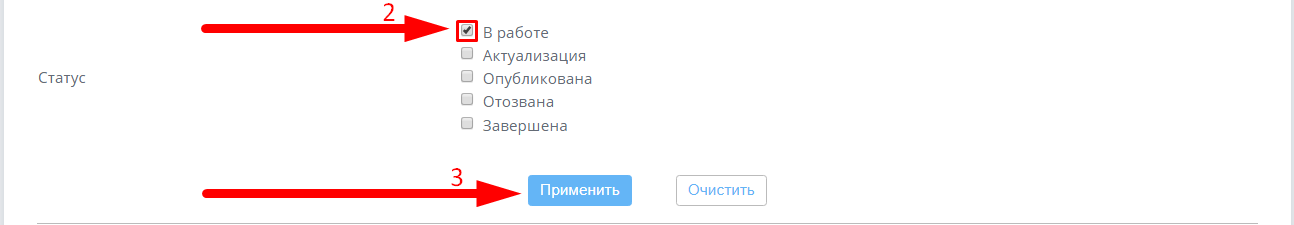 2
В работе
Актуализация
Статус
Опубликована
Отозвана
Завершена
3
Применить
Очистить